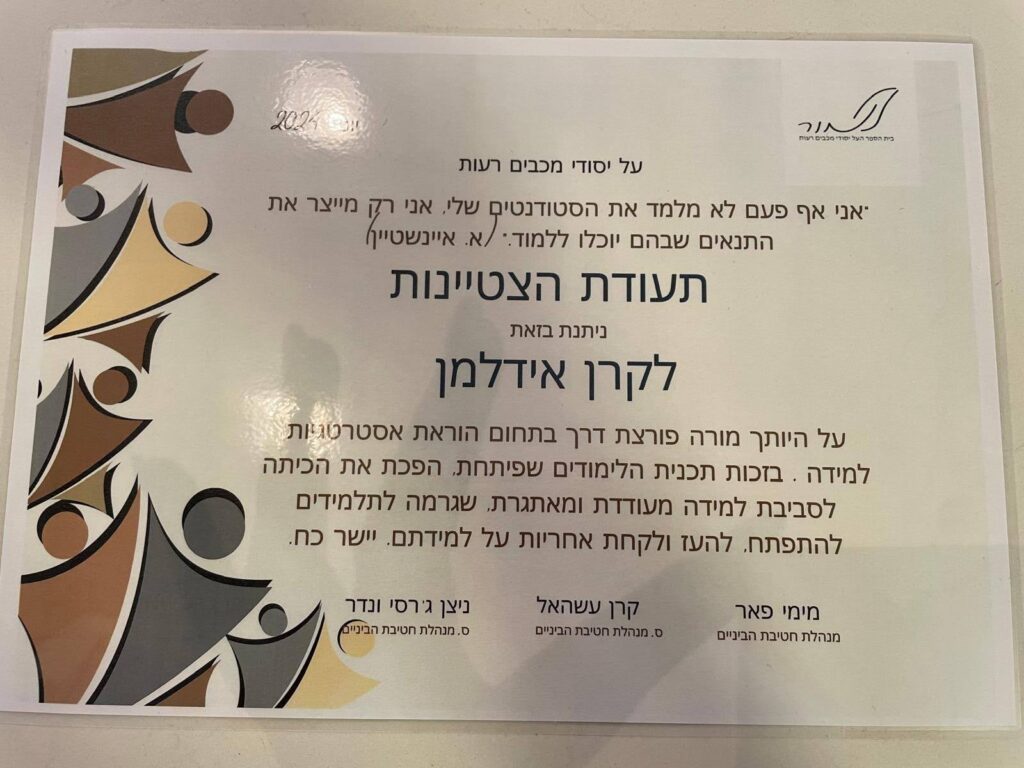 מור
בית הספר העל יסודי מכבים רעות
2024
על יסודי מכבים רעות
"אני אף פעם לא מלמד את הסטודנטים שלי, אני רק מייצר את
התנאים שבהם יוכלו ללמוד." (א. איינשטיין)
תעודת הצטיינות
ניתנת בזאת
לקרן אידלמן
על היותך מורה פורצת דרך בתחום הוראת אסטרטגיות
למידה . בזכות תכנית הלימודים שפיתחת, הפכת את הכיתה
לסביבת למידה מעודדת ומאתגרת, שגרמה לתלמידים
להתפתח, להעז ולקחת אחריות על למידתם. יישר כח.
מימי פאר קרן עשהאל ניצן ג'רסי ונדר
מנהלת חטיבת הביניים ס. מנהלת חטיבת הביניים ס. מנהלת חטיבת הביניים